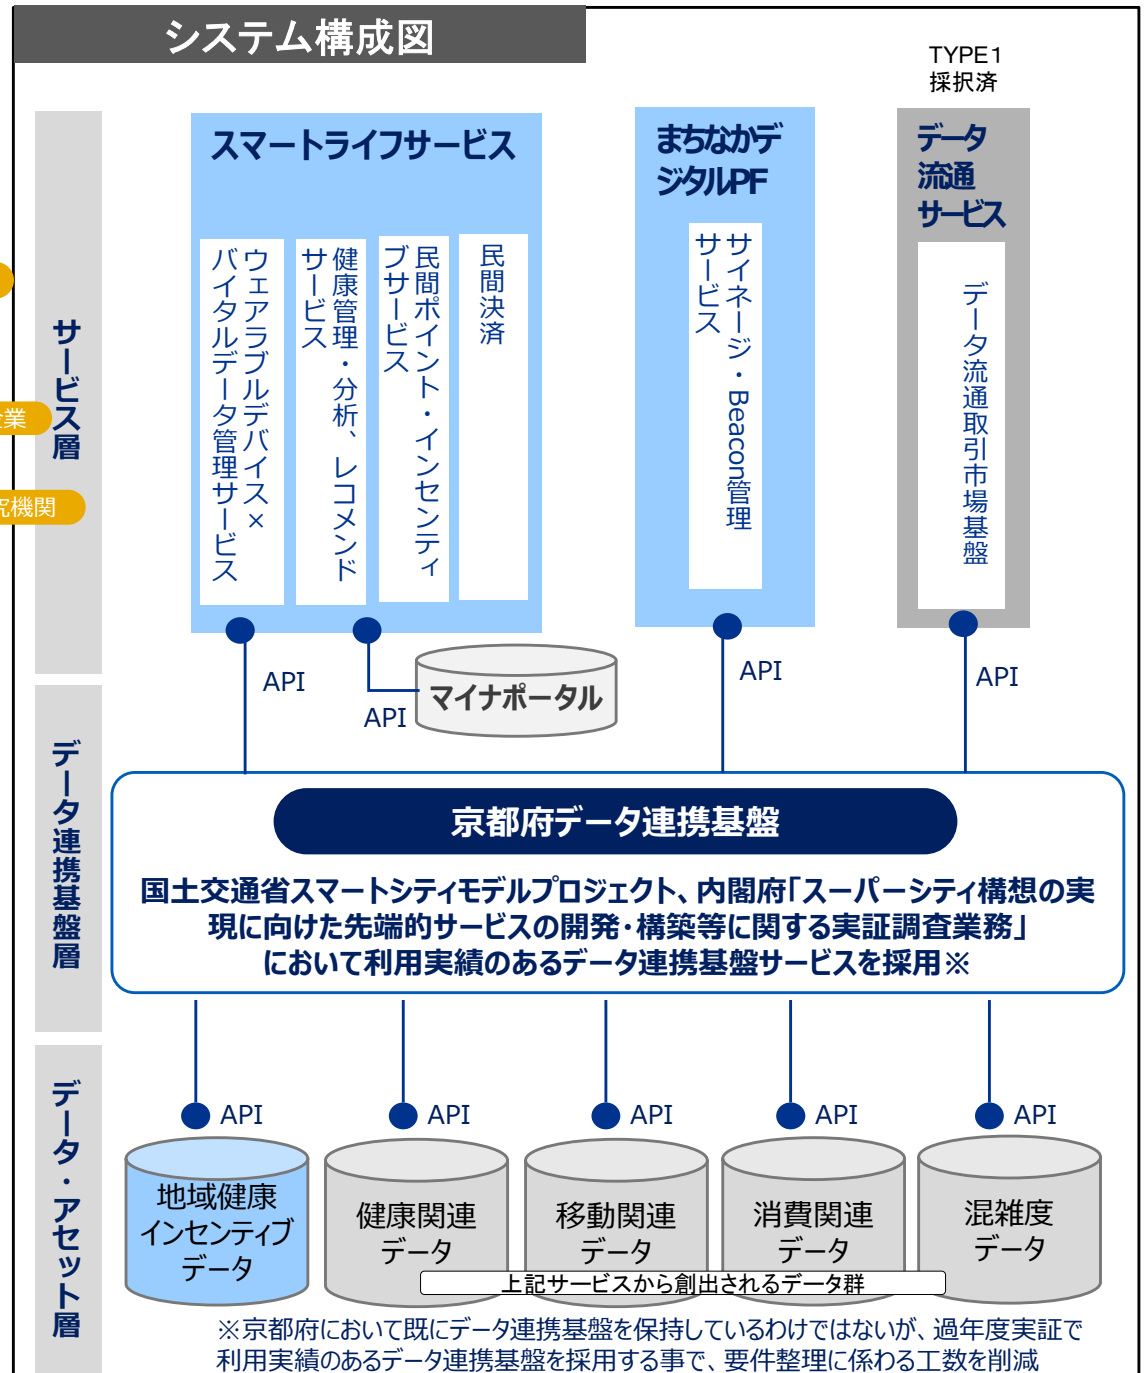 システム構成図
TYPE1
採択済
サービス層
スマートライフサービス
ウェアラブルデバイス×
バイタルデータ管理サービス
健康管理・分析、レコメンド
サービス
民間ポイント・インセンティ
ブサービス
民間決済
まちなかデ
ジタルPF
サイネージ・Beacon管理
サービス
データ
流通
サービス
データ流通取引市場基盤
業
機関
API
API
マイナポータル
API
API
データ連携基盤層
京都府データ連携基盤
国土交通省スマートシティモデルプロジェクト、内閣府「スーパーシティ構想の実
現に向けた先端的サービスの開発・構築等に関する実証調査業務」
において利用実績のあるデータ連携基盤サービスを採用※
データ・アセット層
API
API
API
API
API
地域健康
インセンティブ
データ
健康関連
データ
移動関連
データ
消費関連
データ
混雑度
データ
上記サービスから創出されるデータ群
※京都府において既にデータ連携基盤を保持しているわけではないが、過年度実証で
利用実績のあるデータ連携基盤を採用する事で、要件整理に係わる工数を削減